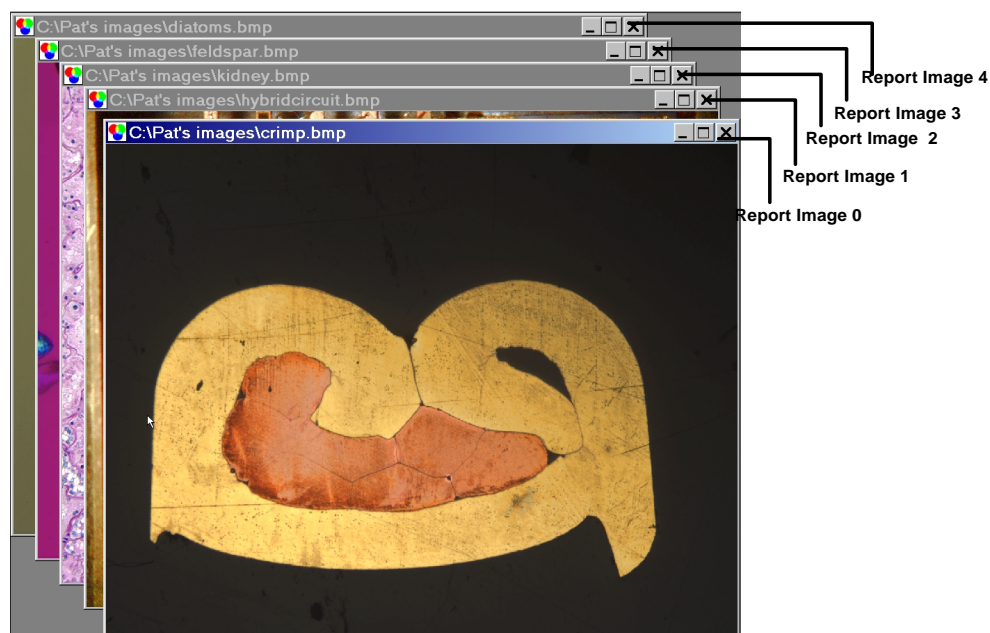 C:\Pat's images\diatoms.bmp
C:\Pat's images\feldspar.bmp
C:\Pat's images\kidney.bmp
C:\Pat's images\hybridcircuit.bmp
C:\Pat's images\crimp.bmp
Report Image 4
Report Image 3
Report Image 2
Report Image 1
Report Image 0